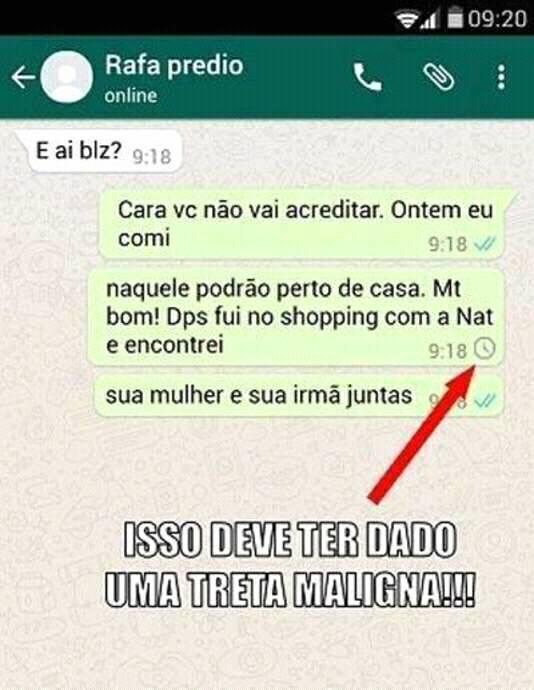 09:20
Rafa predio
online
E ai blz? 9:18
Cara vc não vai acreditar. Ontem eu
comi
9:18
naquele podrão perto de casa. Mt
bom! Dps fui no shopping com a Nat
e encontrei
9:18
sua mulher e sua irmã juntas
ISSO DEVE TER DADO
UMA TRETA MALIGNA!!!